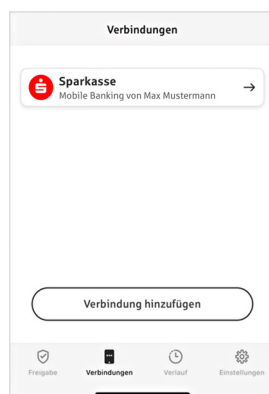 Verbindungen
Sparkasse
Mobile Banking von Max Mustermann
Verbindung hinzufügen
Freigabe
Verbindungen
Verlauf
Einstellungen